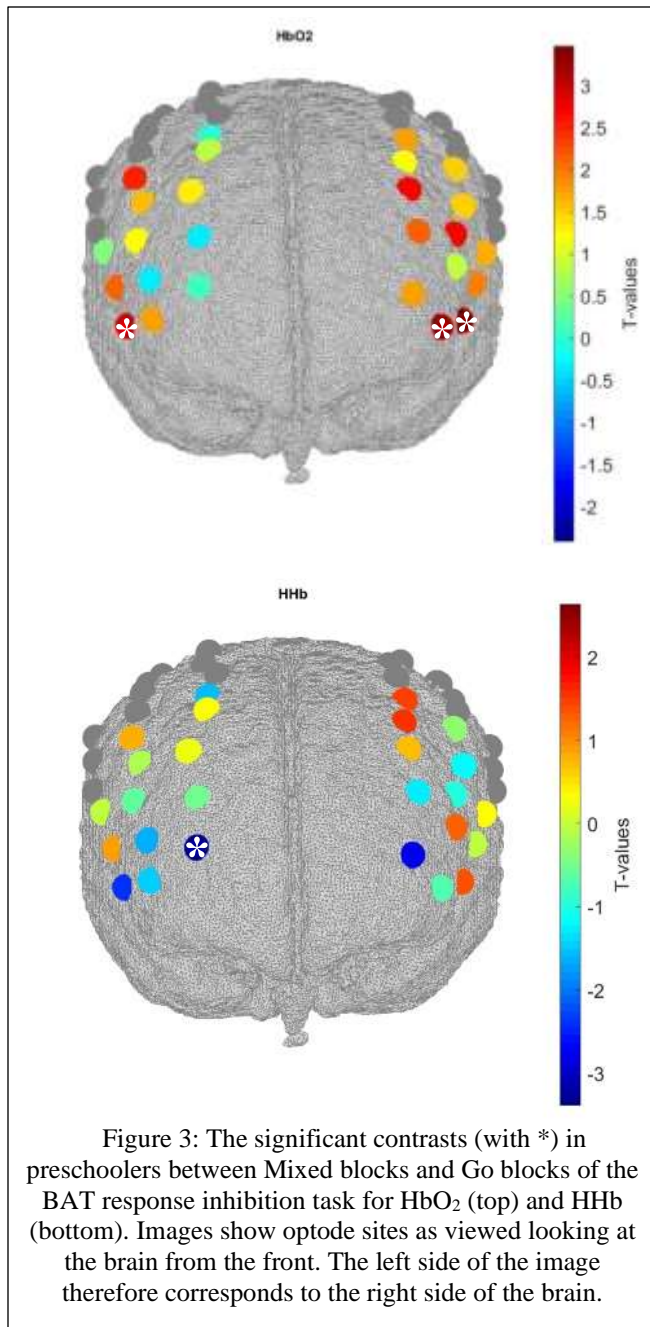 HbO2
3
2.5
2
1.5
1
0.5
0
-0.5
-1
-1.5
-2
T-values
*
*
*
HHb
2
1
0
-1
-2
-3
T-values
*
Figure 3: The significant contrasts (with *) in
preschoolers between Mixed blocks and Go blocks of the
BAT response inhibition task for HbO₂ (top) and HHb
(bottom). Images show optode sites as viewed looking at
the brain from the front. The left side of the image
therefore corresponds to the right side of the brain.